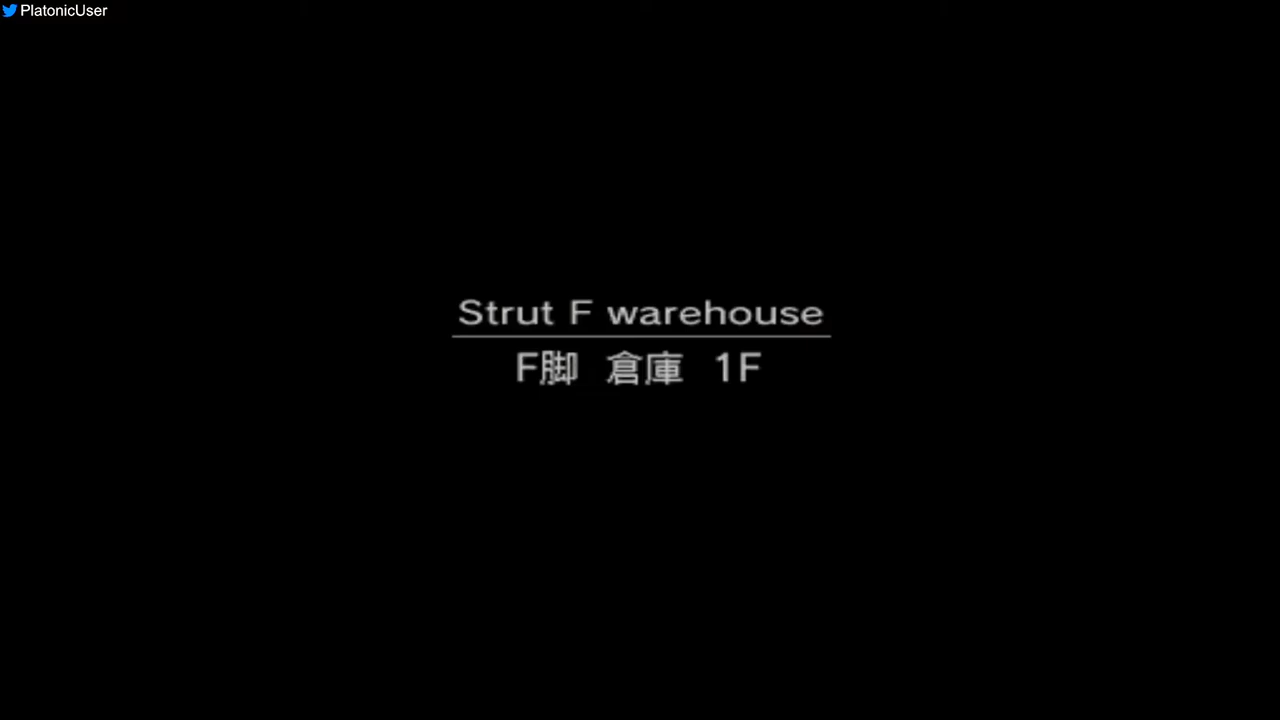 PlatonicUser
Strut F warehouse
F脚 倉庫 1F